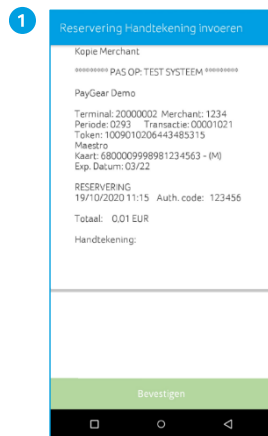 1
Reservering Handtekening invoeren
Kopie Merchant
********* PAS OP: TEST SYSTEEM *********
PayGear Demo
Terminal: 20000002 Merchant: 1234
Periode: 0293 Transactie: 00001021
Token: 1009010206443485315
Maestro
Kaart: 6800009998981234563 - (M)
Exp. Datum: 03/22
RESERVERING
19/10/2020 11:15 Auth. code: 123456
Totaal: 0,01 EUR
Handtekening:
Bevestigen